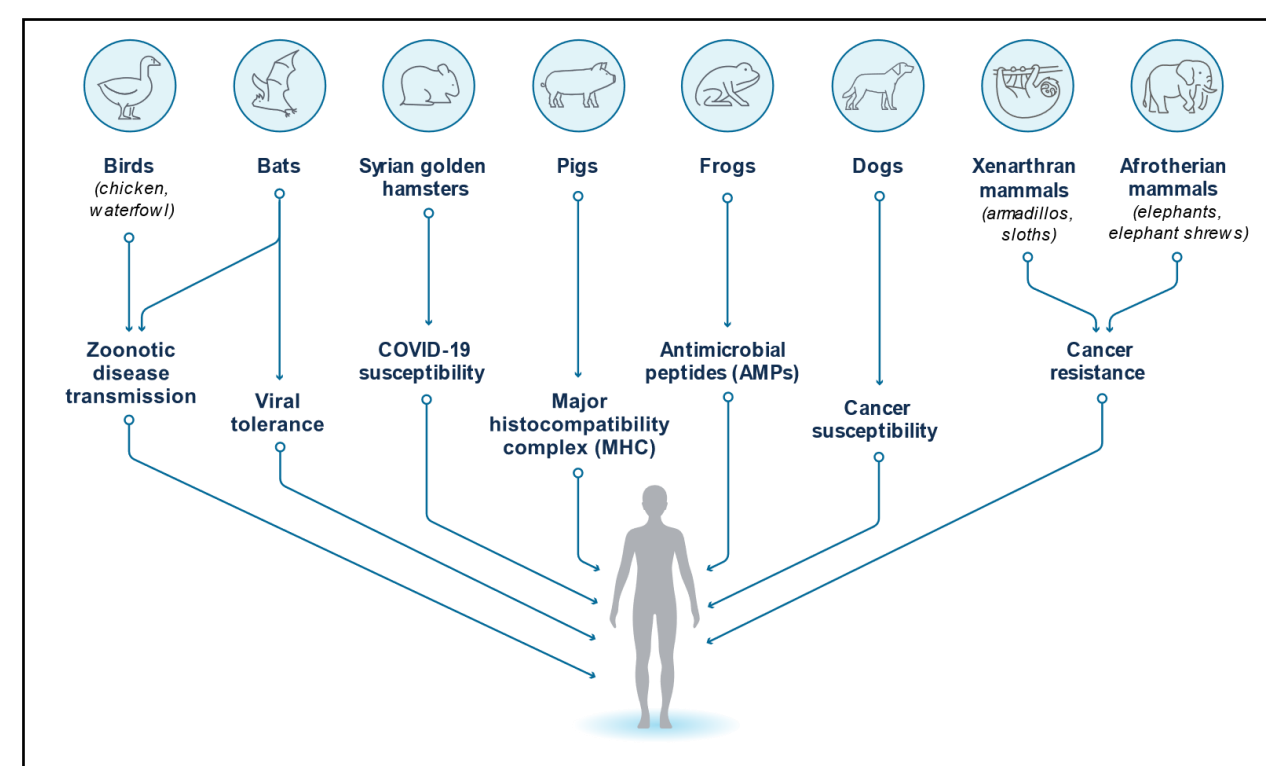 Birds
(chicken,
waterfowl)
Bats
Syrian golden
hamsters
Pigs
Frogs
Dogs
Xenarthran
mammals
(armadillos,
sloths)
Afrotherian
mammals
(elephants,
elephant shrews)
Zoonotic
disease
transmission
Viral
tolerance
COVID-19
susceptibility
Major
histocompatibility
complex (MHC)
Antimicrobial
peptides (AMPs)
Cancer
susceptibility
Cancer
resistance